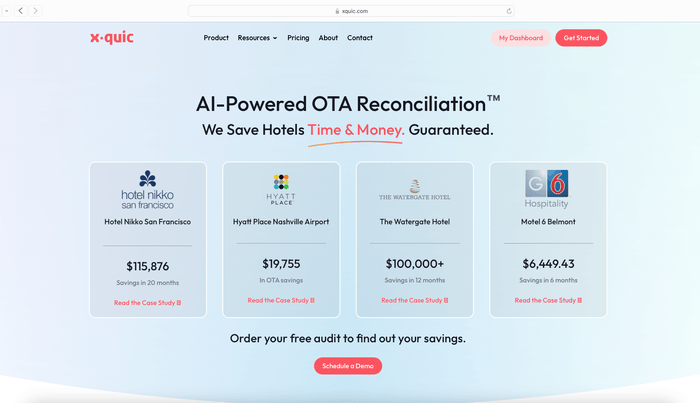 xquic.com
x·quic
Product Resources Pricing About Contact
My Dashboard
Get Started
AI-Powered OTA Reconciliation™
We Save Hotels Time & Money. Guaranteed.
hotel nikko
san francisco
Hotel Nikko San Francisco
$115,876
Savings in 20 months
Read the Case Study
HYATT
PLACE
Hyatt Place Nashville Airport
$19,755
In OTA savings
Read the Case Study
THE WATERGATE HOTEL
The Watergate Hotel
$100,000+
Savings in 12 months
Read the Case Study
G6
Hospitality
Motel 6 Belmont
$6,449.43
Savings in 6 months
Read the Case Study
Order your free audit to find out your savings.
Schedule a Demo